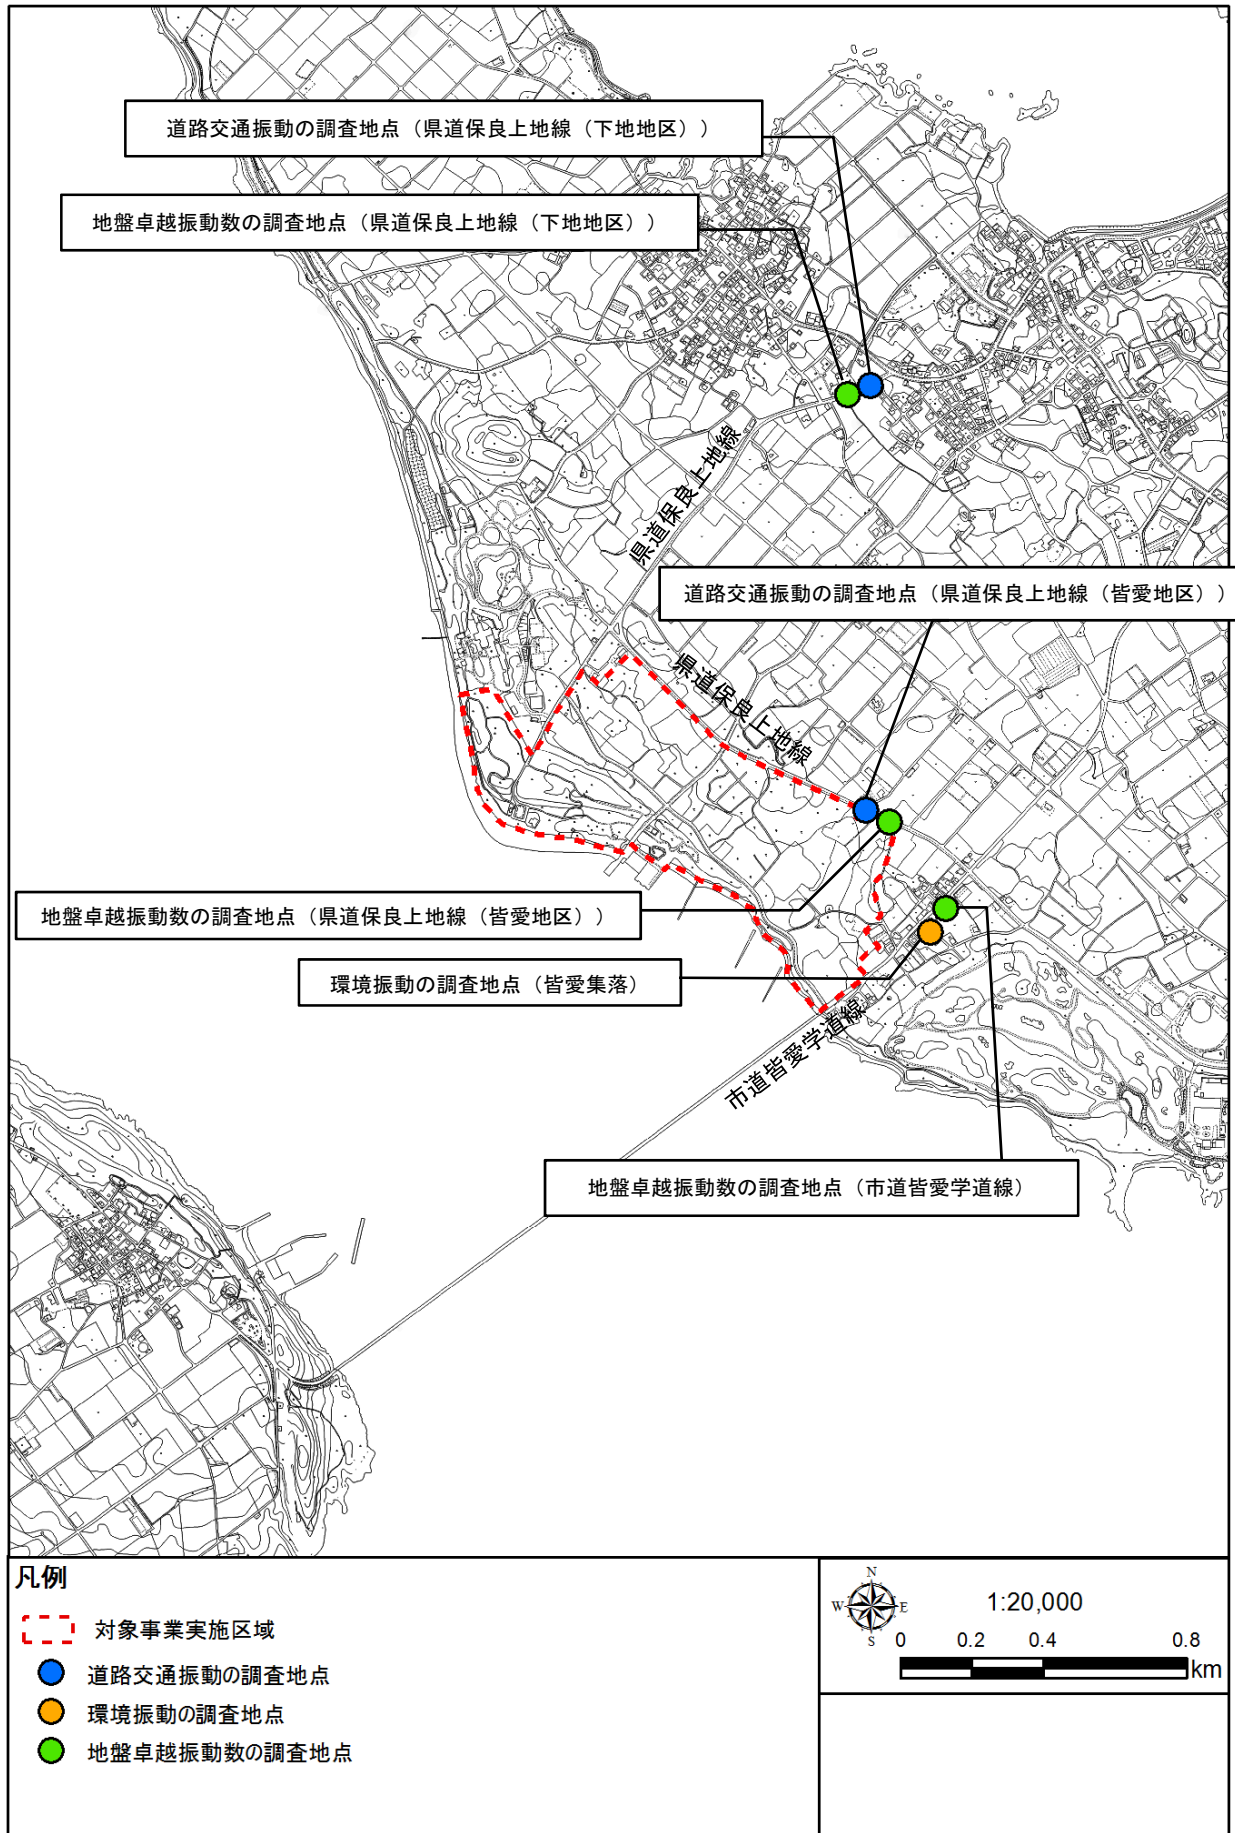 道路交通振動の調査地点（県道保良上地線（下地地区））
地盤卓越振動数の調査地点（県道保良上地線（下地地区））
県道保良上地線
道路交通振動の調査地点（県道保良上地線（皆愛地区））
県道保良上地線
地盤卓越振動数の調査地点（県道保良上地線（皆愛地区））
環境振動の調査地点（皆愛集落）
市道皆愛学道線
地盤卓越振動数の調査地点（市道皆愛学道線）
凡例
対象事業実施区域
道路交通振動の調査地点
環境振動の調査地点
地盤卓越振動数の調査地点
N
W E
S
1:20,000
0 0.2 0.4 0.8
km